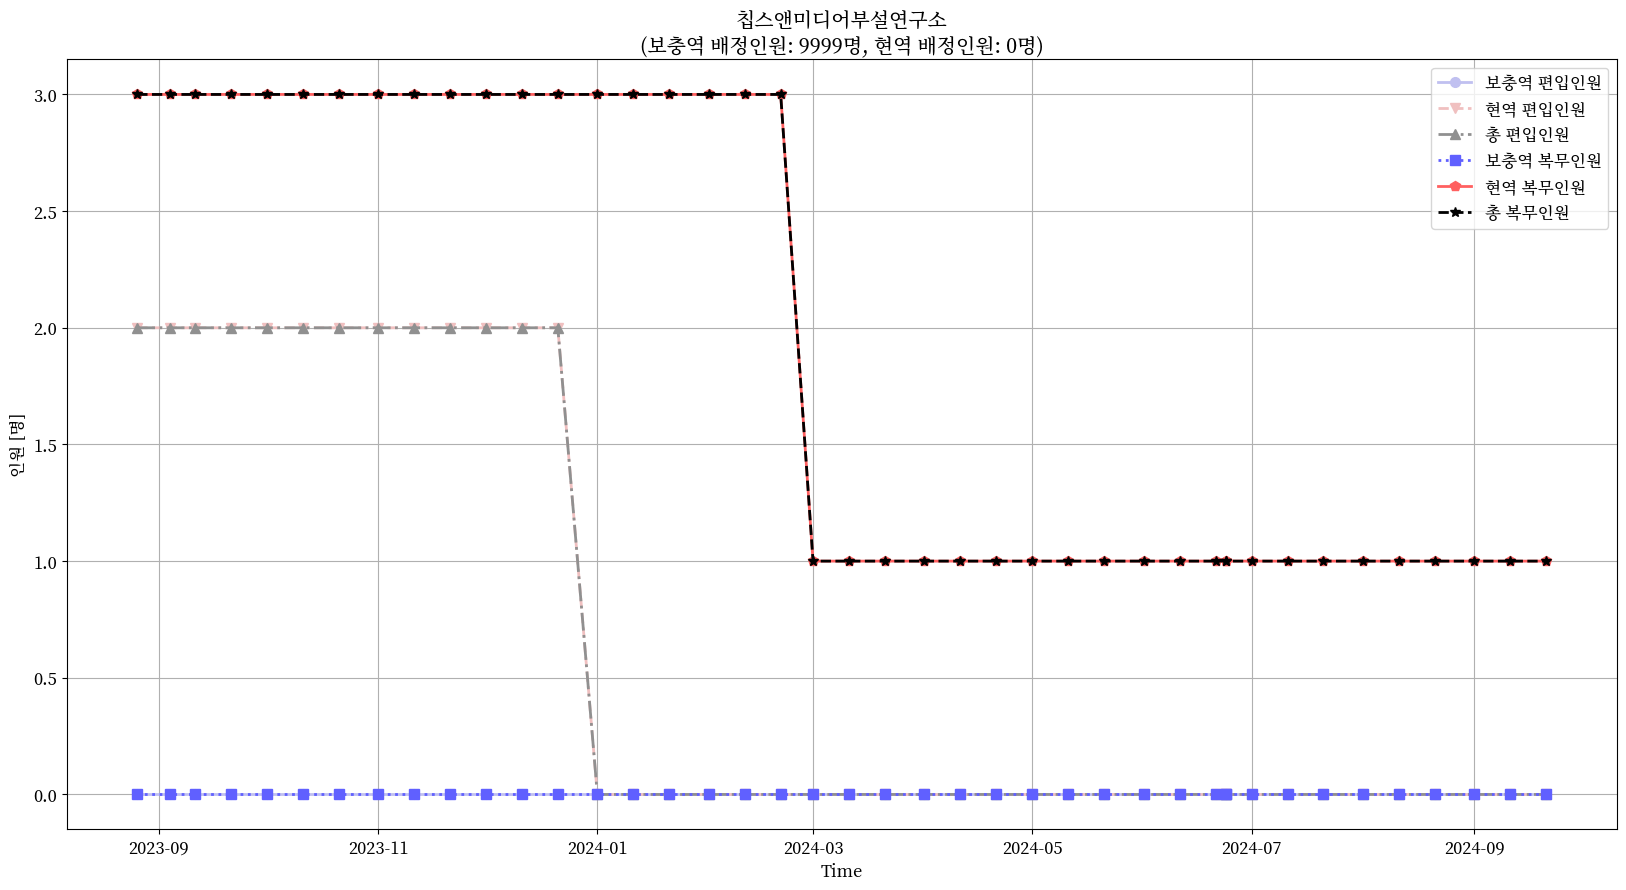 칩스앤미디어부설연구소
(보충역 배정인원: 9999명, 현역 배정인원: 0명)
보충역 편입인원
현역 편입인원
총 편입인원
보충역 복무인원
현역 복무인원
총 복무인원
인원 [명]
3.0
2.5
2.0
1.5
1.0
0.5
0.0
2023-09
2023-11
2024-01
2024-03
2024-05
2024-07
2024-09
Time